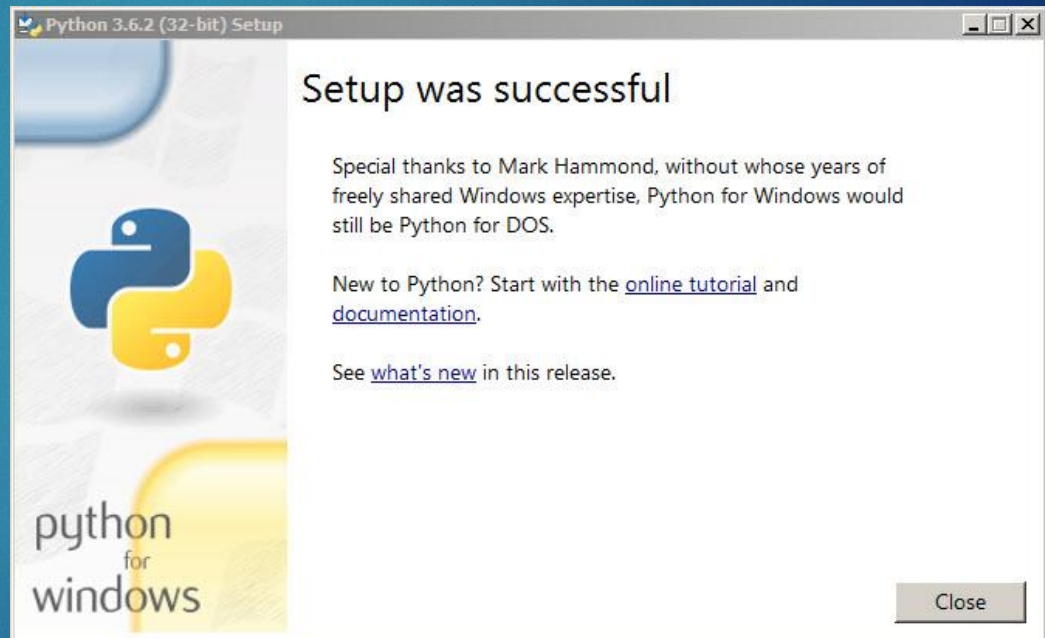 Python 3.6.2 (32-bit) Setup
Setup was successful
Special thanks to Mark Hammond, without whose years of
freely shared Windows expertise, Python for Windows would
still be Python for DOS.
New to Python? Start with the online tutorial and
documentation.
See what's new in this release.
python
for
windows
Close